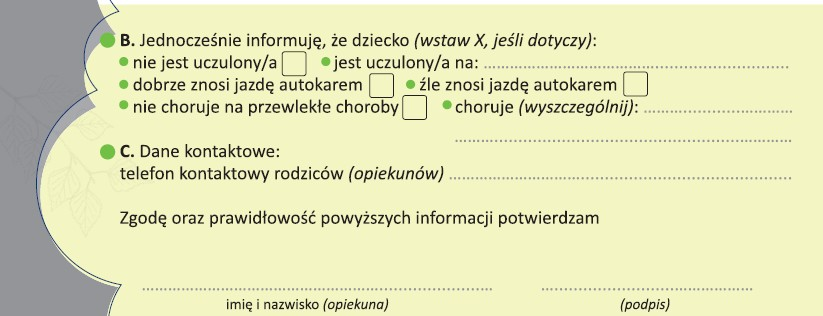 B. Jednocześnie informuję, że dziecko (wstaw X, jeśli dotyczy):
nie jest uczulony/a jest uczulony/a na: ........................
dobrze znosi jazdę autokarem źle znosi jazdę autokarem
nie choruje na przewlekłe choroby choruje (wyszczególnij): ........................
........................
C. Dane kontaktowe:
telefon kontaktowy rodziców (opiekunów) ........................
Zgodę oraz prawidłowość powyższych informacji potwierdzam
........................ ........................
imię i nazwisko (opiekuna) (podpis)